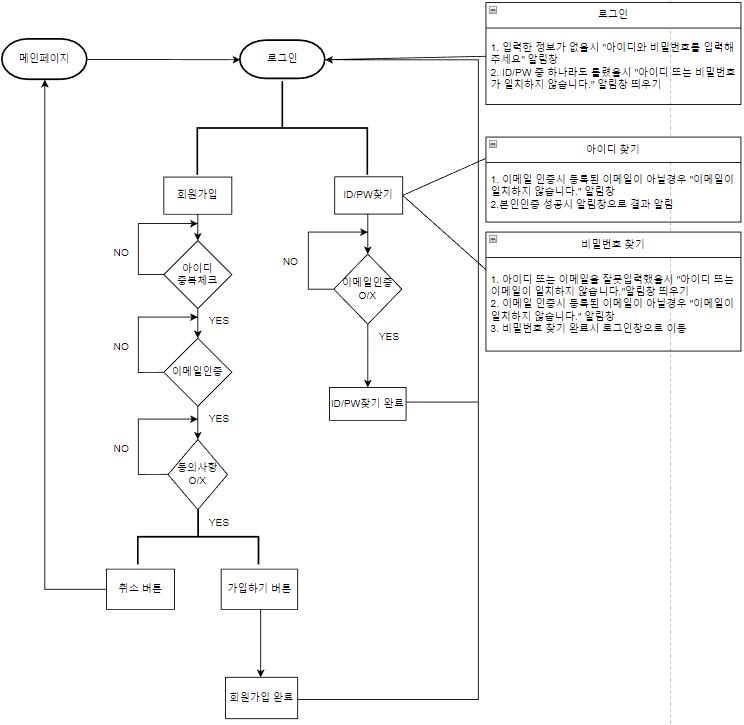 메인페이지
로그인
로그인
1. 입력한 정보가 없을시 "아이디와 비밀번호를 입력해
주세요" 알림창
2. ID/PW 중 하나라도 틀렸을시 "아이디 또는 비밀번호
가 일치하지 않습니다." 알림창 띄우기
아이디 찾기
1. 이메일 인증시 등록된 이메일이 아닐경우 "이메일이
일치하지 않습니다." 알림창
2.본인인증 성공시 알림창으로 결과 알림
비밀번호 찾기
1. 아이디 또는 이메일을 잘못입력했을시 "아이디 또는
이메일이 일치하지 않습니다."알림창 띄우기
2. 이메일 인증시 등록된 이메일이 아닐경우 "이메일이
일치하지 않습니다." 알림창
3. 비밀번호 찾기 완료시 로그인창으로 이동
회원가입
ID/PW찾기
NO
아이디
중복체크
YES
NO
이메일인증
O/X
YES
NO
이메일인증
YES
ID/PW찾기 완료
NO
동의사항
O/X
YES
취소 버튼
가입하기 버튼
회원가입 완료